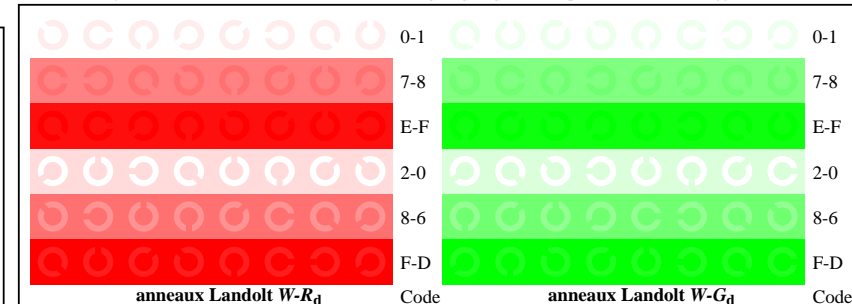 0-1 0-1
7-8 7-8
E-F E-F
2-0 2-0
8-6 8-6
F-D F-D
anneaux Landolt W-Rd Code anneaux Landolt W-Gd Code